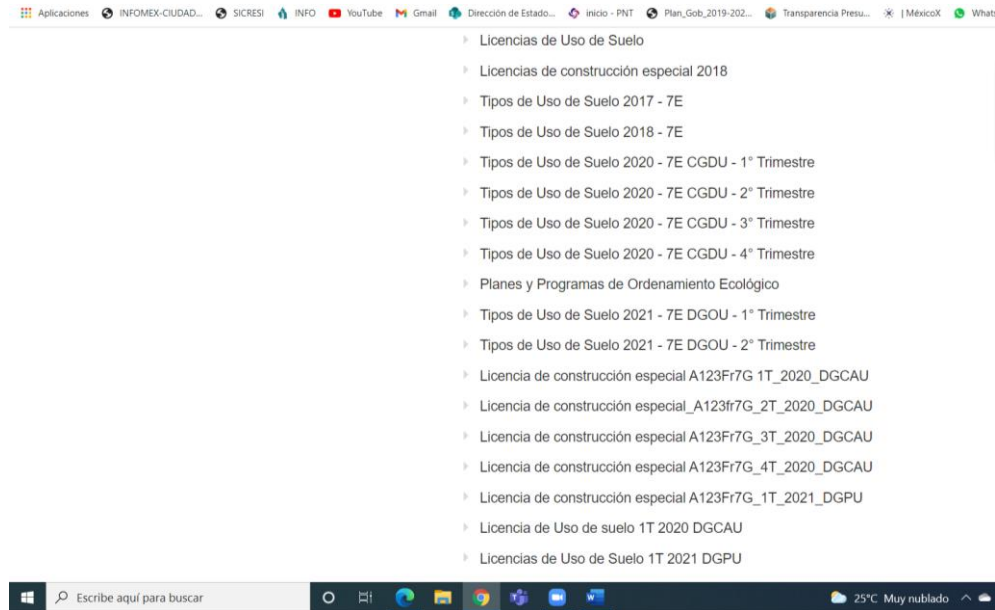 Aplicaciones INFOMEX-CIUDAD... SICRESI INFO YouTube Gmail Dirección de Estado... inicio - PNT Plan_Gob_2019-202... Transparencia Presu... | MéxicoX What
Licencias de Uso de Suelo
Licencias de construcción especial 2018
Tipos de Uso de Suelo 2017 - 7E
Tipos de Uso de Suelo 2018 - 7E
Tipos de Uso de Suelo 2020 - 7E CGDU - 1° Trimestre
Tipos de Uso de Suelo 2020 - 7E CGDU - 2° Trimestre
Tipos de Uso de Suelo 2020 - 7E CGDU - 3° Trimestre
Tipos de Uso de Suelo 2020 - 7E CGDU - 4° Trimestre
Planes y Programas de Ordenamiento Ecológico
Tipos de Uso de Suelo 2021 - 7E DGOU - 1° Trimestre
Tipos de Uso de Suelo 2021 - 7E DGOU - 2° Trimestre
Licencia de construcción especial A123Fr7G 1T_2020_DGCAU
Licencia de construcción especial_A123fr7G_2T_2020_DGCAU
Licencia de construcción especial A123Fr7G_3T_2020_DGCAU
Licencia de construcción especial A123Fr7G_4T_2020_DGCAU
Licencia de construcción especial A123Fr7G_1T_2021_DGPU
Licencia de Uso de suelo 1T 2020 DGCAU
Licencias de Uso de Suelo 1T 2021 DGPU
Escribe aquí para buscar 25°C Muy nublado